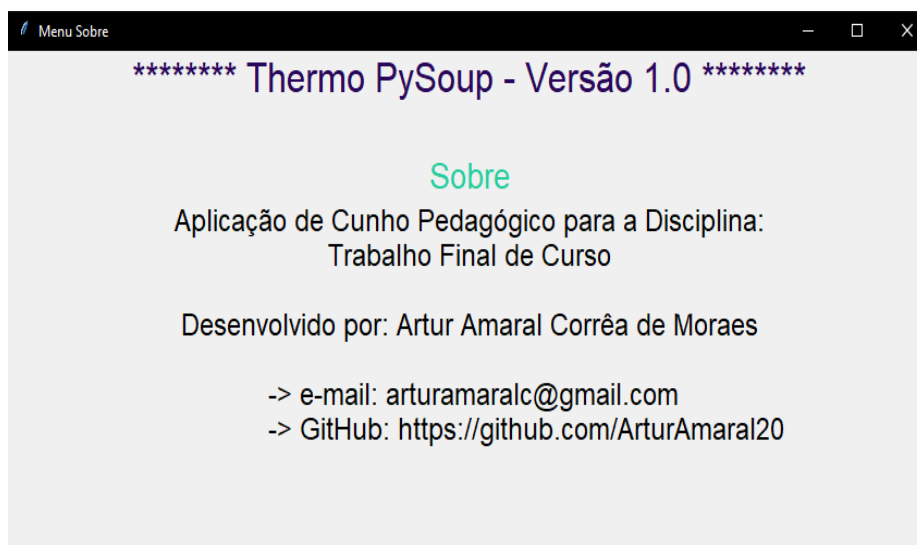 Menu Sobre
******** Thermo PySoup - Versão 1.0 ********
Sobre
Aplicação de Cunho Pedagógico para a Disciplina:
Trabalho Final de Curso
Desenvolvido por: Artur Amaral Corrêa de Moraes
-> e-mail: arturamaralc@gmail.com
-> GitHub: https://github.com/ArturAmaral20